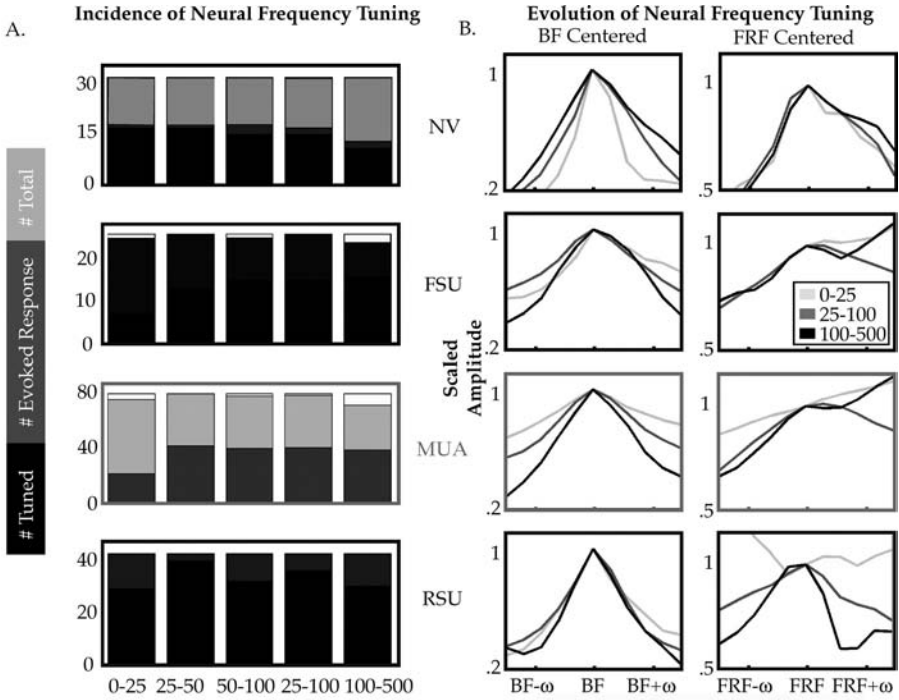 Incidence of Neural Frequency Tuning
Evolution of Neural Frequency Tuning
A.
B.
BF Centered
FRF Centered
# Total
# Evoked Response
# Tuned
30
15
0
NV
1
.2
1
.5
20
10
0
FSU
1
.2
1
.5
0-25
25-100
100-500
Scaled
Amplitude
80
40
0
MUA
1
.2
1
.5
40
20
0
RSU
1
.2
1
.5
0-25 25-50 50-100 25-100 100-500
BF-ω BF BF+ω
FRF-ω FRF FRF+ω